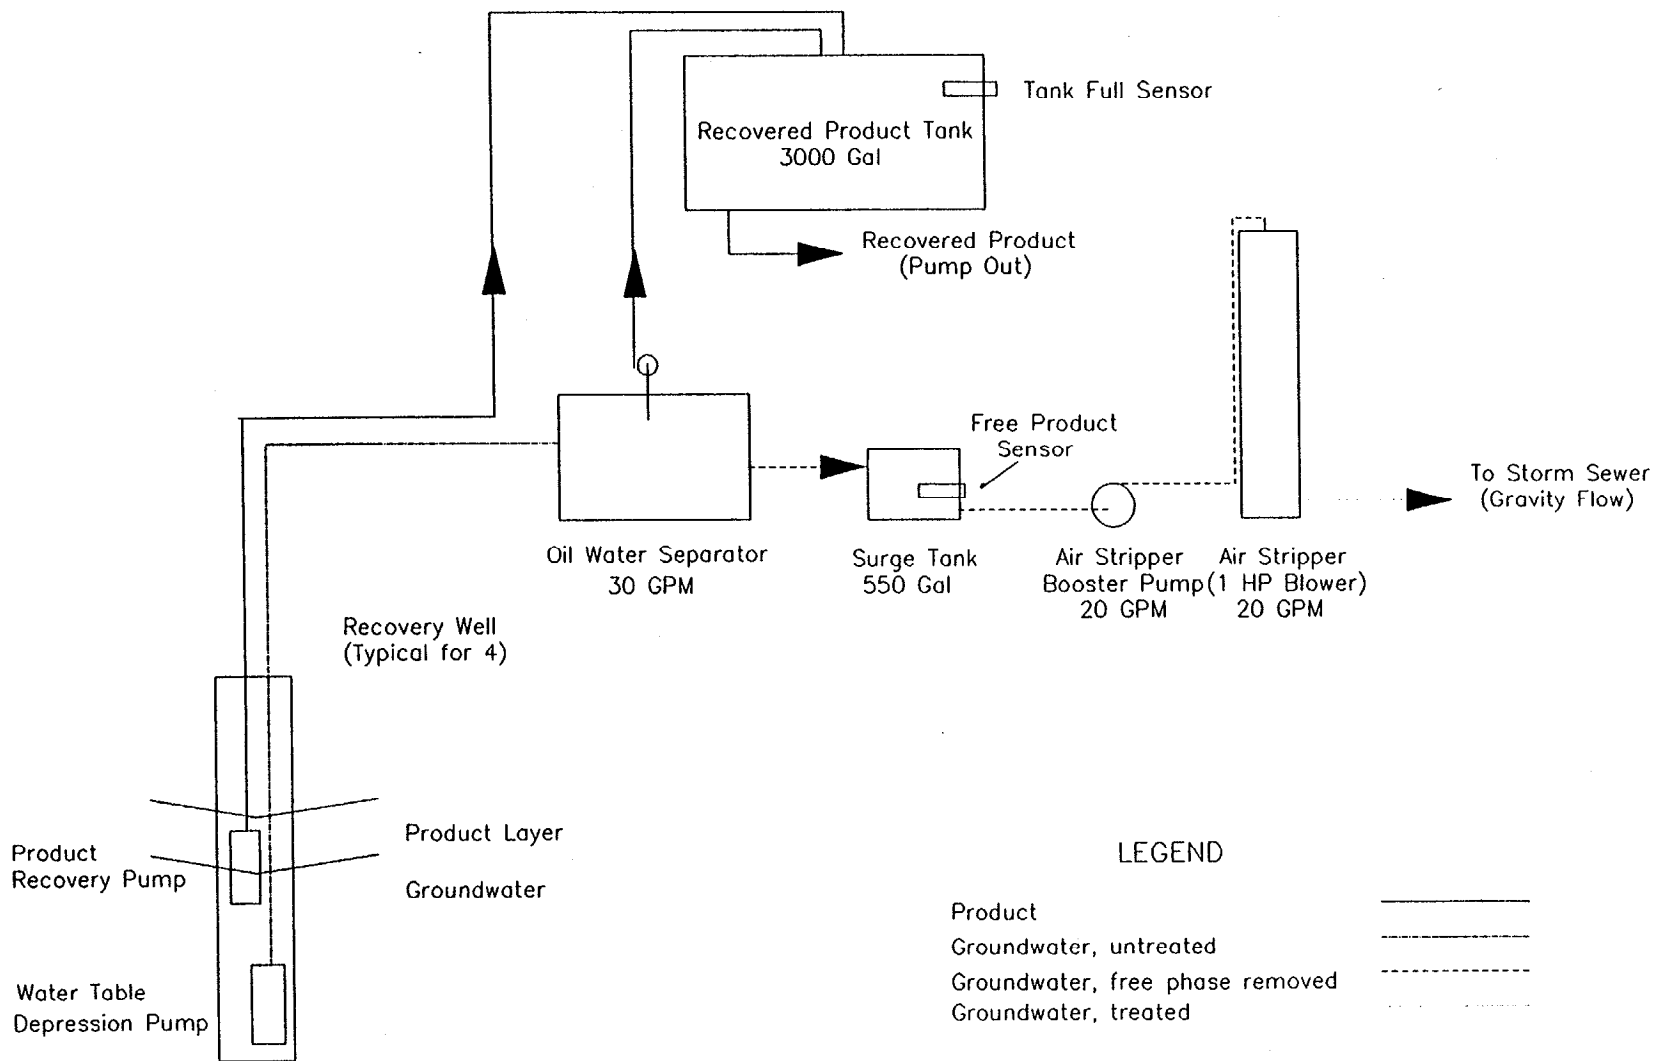 Tank Full Sensor
Recovered Product Tank
3000 Gal
Recovered Product
(Pump Out)
Free Product
Sensor
To Storm Sewer
(Gravity Flow)
Oil Water Separator
30 GPM
Surge Tank
550 Gal
Air Stripper
Booster Pump
20 GPM
Air Stripper
(1 HP Blower)
20 GPM
Recovery Well
(Typical for 4)
Product Layer
Product
Recovery Pump
Groundwater
Water Table
Depression Pump
LEGEND
Product
Groundwater, untreated
Groundwater, free phase removed
Groundwater, treated